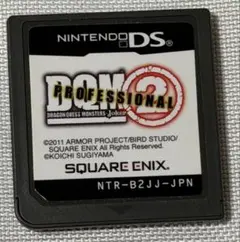 NINTENDO DS
DQM 2
PROFESSIONAL
DRAGON QUEST MONSTERS Joker
©2011 ARMOR PROJECT/BIRD STUDIO/
SQUARE ENIX All Rights Reserved.
©KOICHI SUGIYAMA
SQUARE ENIX
NTR-B2JJ-JPN